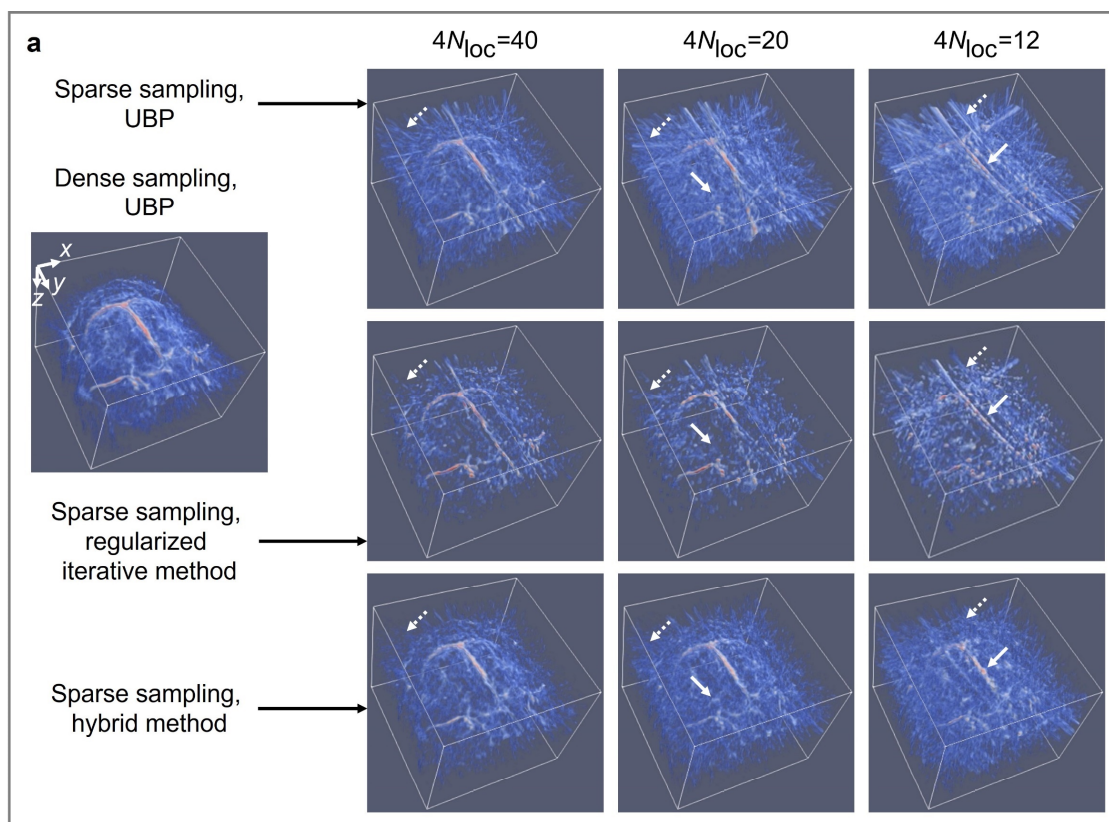 a
4Nloc=40
4Nloc=20
4Nloc=12
Sparse sampling,
UBP
Dense sampling,
UBP
x
y
z
Sparse sampling,
regularized
iterative method
Sparse sampling,
hybrid method